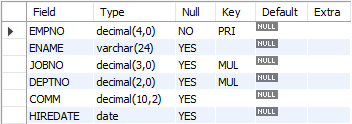 Field Type Null Key Default Extra
EMPNO decimal(4,0) NO PRI NULL
ENAME varchar(24) YES NULL
JOBNO decimal(3,0) YES MUL NULL
DEPTNO decimal(2,0) YES MUL NULL
COMM decimal(10,2) YES NULL
HIREDATE date YES NULL